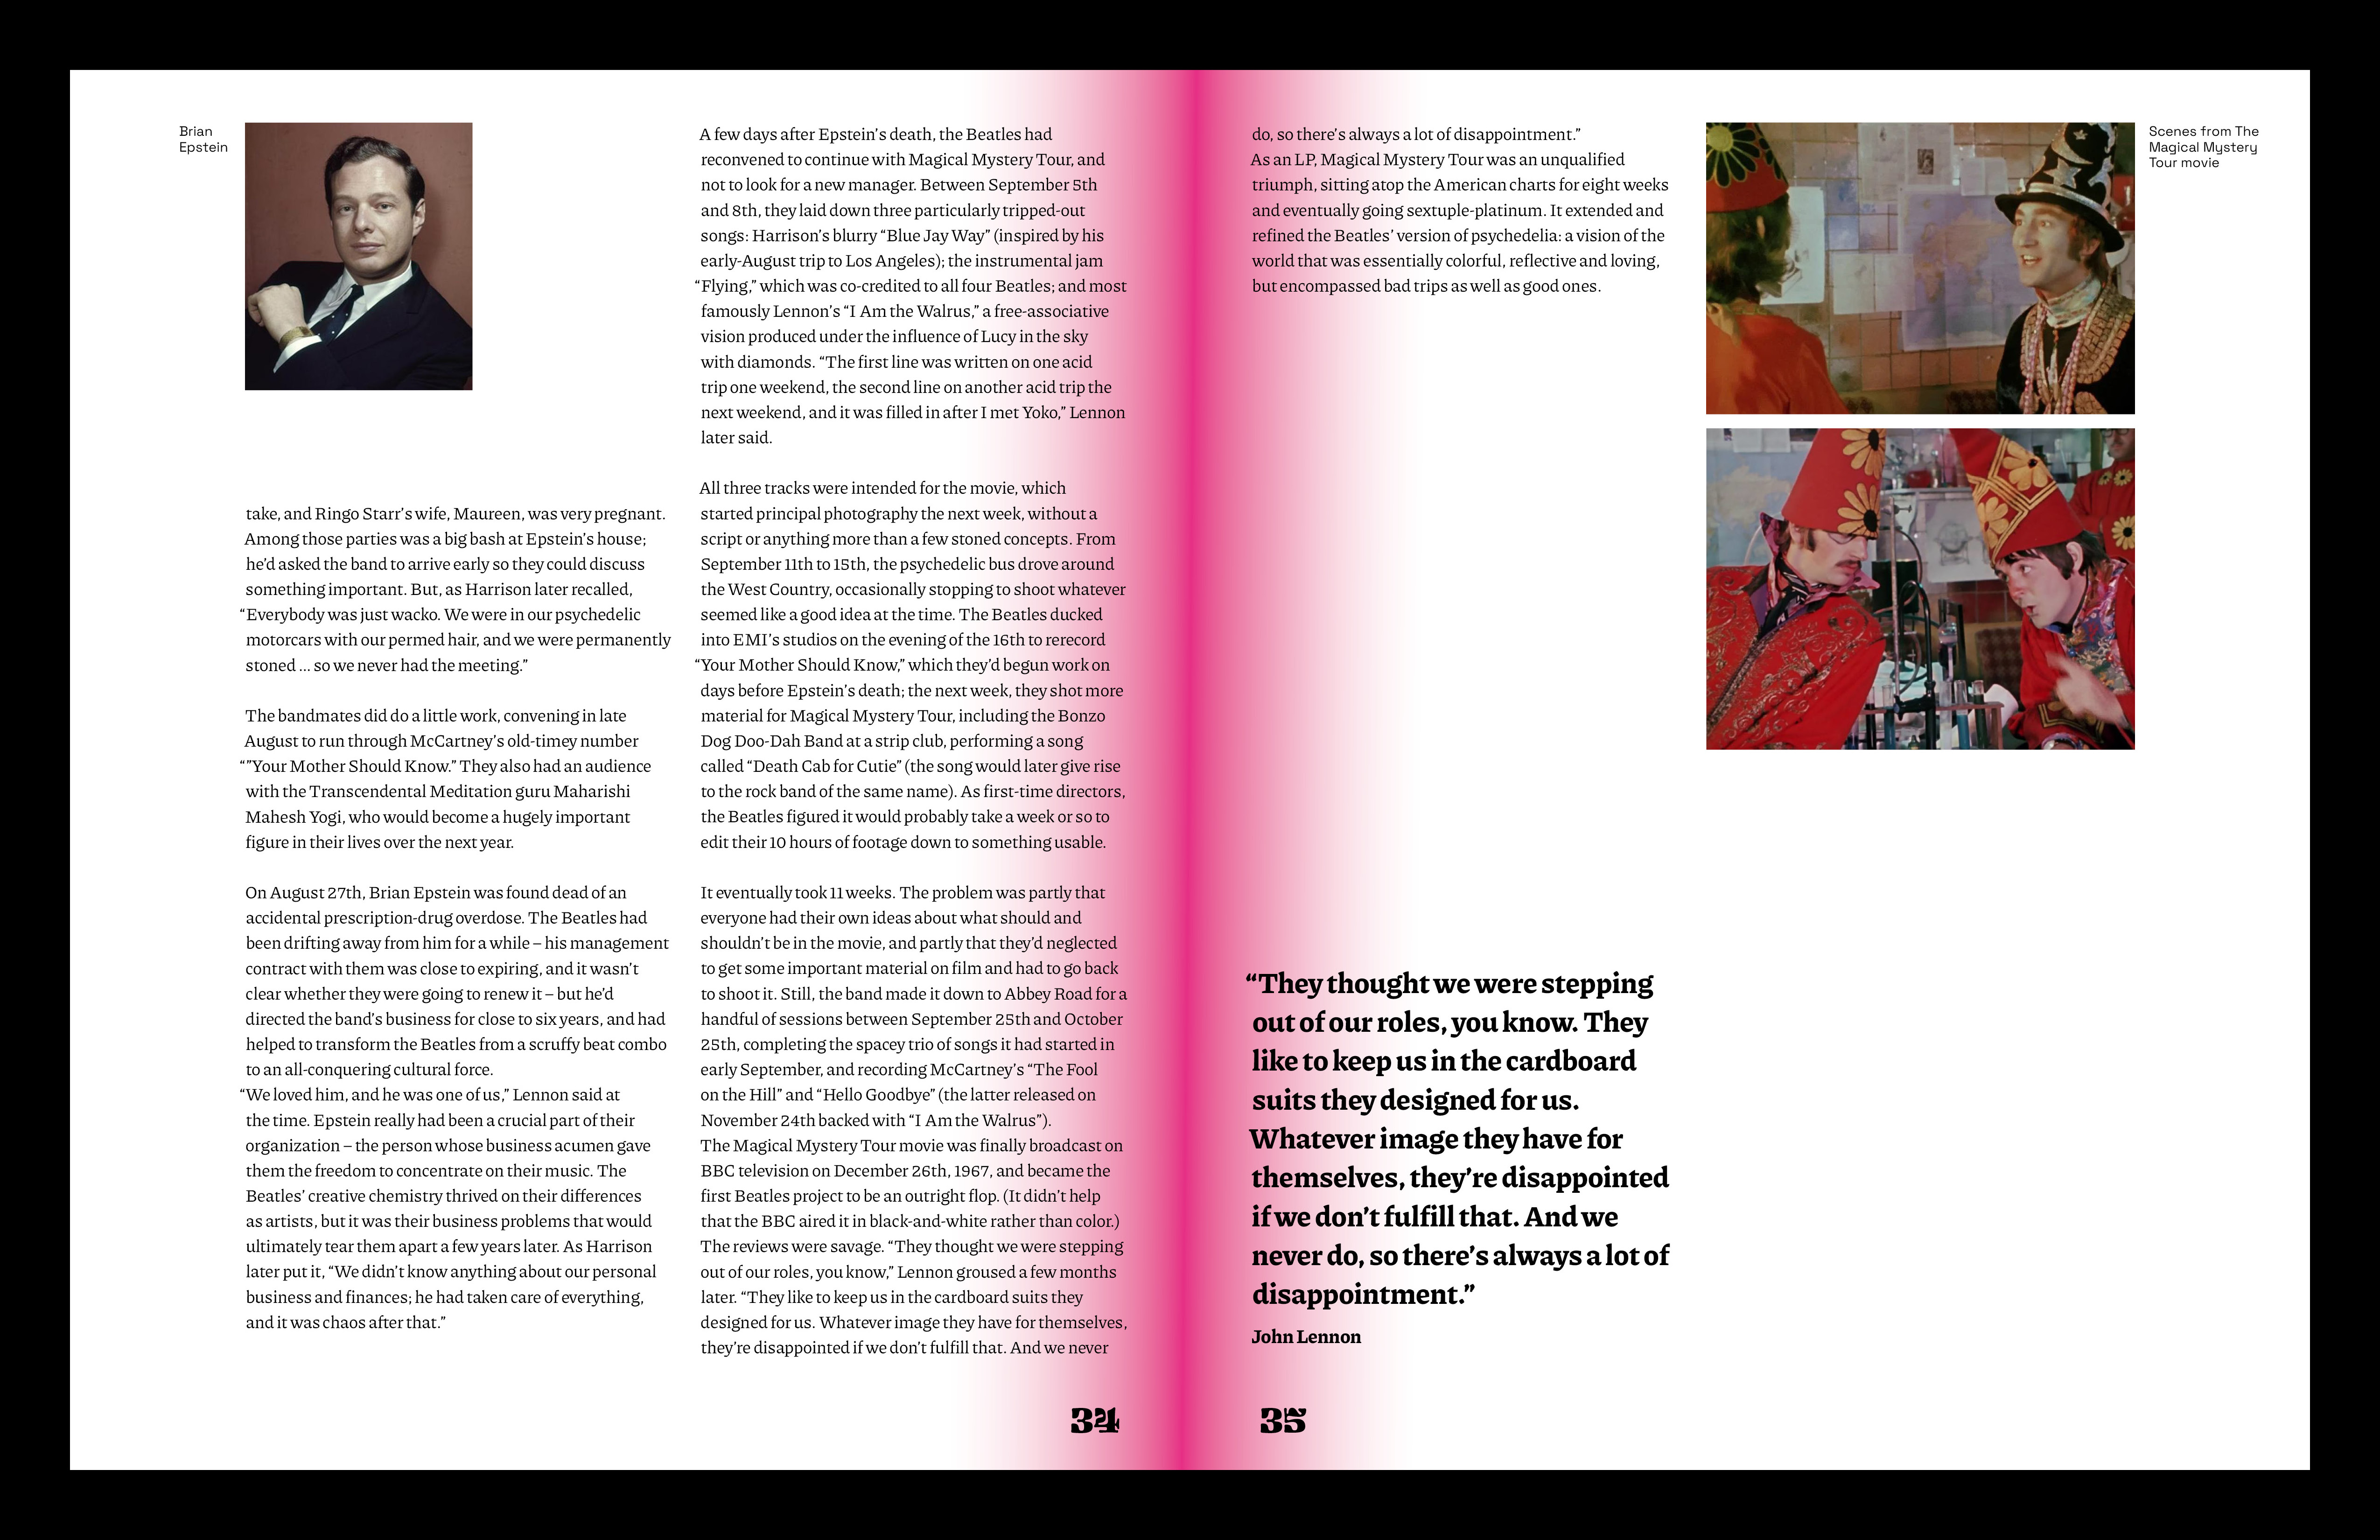 Brian
Epstein
take, and Ringo Starr’s wife, Maureen, was very pregnant.
Among those parties was a big bash at Epstein’s house;
he’d asked the band to arrive early so they could discuss
something important. But, as Harrison later recalled,
“Everybody was just wacko. We were in our psychedelic
motorcars with our permed hair, and we were permanently
stoned ... so we never had the meeting.”
The bandmates did do a little work, convening in late
August to run through McCartney’s old-timey number
“”Your Mother Should Know.” They also had an audience
with the Transcendental Meditation guru Maharishi
Mahesh Yogi, who would become a hugely important
figure in their lives over the next year.
On August 27th, Brian Epstein was found dead of an
accidental prescription-drug overdose. The Beatles had
been drifting away from him for a while – his management
contract with them was close to expiring, and it wasn’t
clear whether they were going to renew it – but he’d
directed the band’s business for close to six years, and had
helped to transform the Beatles from a scruffy beat combo
to an all-conquering cultural force.
“We loved him, and he was one of us,” Lennon said at
the time. Epstein really had been a crucial part of their
organization – the person whose business acumen gave
them the freedom to concentrate on their music. The
Beatles’ creative chemistry thrived on their differences
as artists, but it was their business problems that would
ultimately tear them apart a few years later. As Harrison
later put it, “We didn’t know anything about our personal
business and finances; he had taken care of everything,
and it was chaos after that.”
A few days after Epstein’s death, the Beatles had
reconvened to continue with Magical Mystery Tour, and
not to look for a new manager. Between September 5th
and 8th, they laid down three particularly tripped-out
songs: Harrison’s blurry “Blue Jay Way” (inspired by his
early-August trip to Los Angeles); the instrumental jam
“Flying,” which was co-credited to all four Beatles; and most
famously Lennon’s “I Am the Walrus,” a free-associative
vision produced under the influence of Lucy in the sky
with diamonds. “The first line was written on one acid
trip one weekend, the second line on another acid trip the
next weekend, and it was filled in after I met Yoko,” Lennon
later said.
All three tracks were intended for the movie, which
started principal photography the next week, without a
script or anything more than a few stoned concepts. From
September 11th to 15th, the psychedelic bus drove around
the West Country, occasionally stopping to shoot whatever
seemed like a good idea at the time. The Beatles ducked
into EMI’s studios on the evening of the 16th to rerecord
“Your Mother Should Know,” which they’d begun work on
days before Epstein’s death; the next week, they shot more
material for Magical Mystery Tour, including the Bonzo
Dog Doo-Dah Band at a strip club, performing a song
called “Death Cab for Cutie” (the song would later give rise
to the rock band of the same name). As first-time directors,
the Beatles figured it would probably take a week or so to
edit their 10 hours of footage down to something usable.
It eventually took 11 weeks. The problem was partly that
everyone had their own ideas about what should and
shouldn’t be in the movie, and partly that they’d neglected
to get some important material on film and had to go back
to shoot it. Still, the band made it down to Abbey Road for a
handful of sessions between September 25th and October
25th, completing the spacey trio of songs it had started in
early September, and recording McCartney’s “The Fool
on the Hill” and “Hello Goodbye” (the latter released on
November 24th backed with “I Am the Walrus”).
The Magical Mystery Tour movie was finally broadcast on
BBC television on December 26th, 1967, and became the
first Beatles project to be an outright flop. (It didn’t help
that the BBC aired it in black-and-white rather than color.)
The reviews were savage. “They thought we were stepping
out of our roles, you know,” Lennon groused a few months
later. “They like to keep us in the cardboard suits they
designed for us. Whatever image they have for themselves,
they’re disappointed if we don’t fulfill that. And we never
34
do, so there’s always a lot of disappointment.”
As an LP, Magical Mystery Tour was an unqualified
triumph, sitting atop the American charts for eight weeks
and eventually going sextuple-platinum. It extended and
refined the Beatles’ version of psychedelia: a vision of the
world that was essentially colorful, reflective and loving,
but encompassed bad trips as well as good ones.
“They thought we were stepping
out of our roles, you know. They
like to keep us in the cardboard
suits they designed for us.
Whatever image they have for
themselves, they’re disappointed
if we don’t fulfill that. And we
never do, so there’s always a lot of
disappointment.”
John Lennon
35
Scenes from The
Magical Mystery
Tour movie